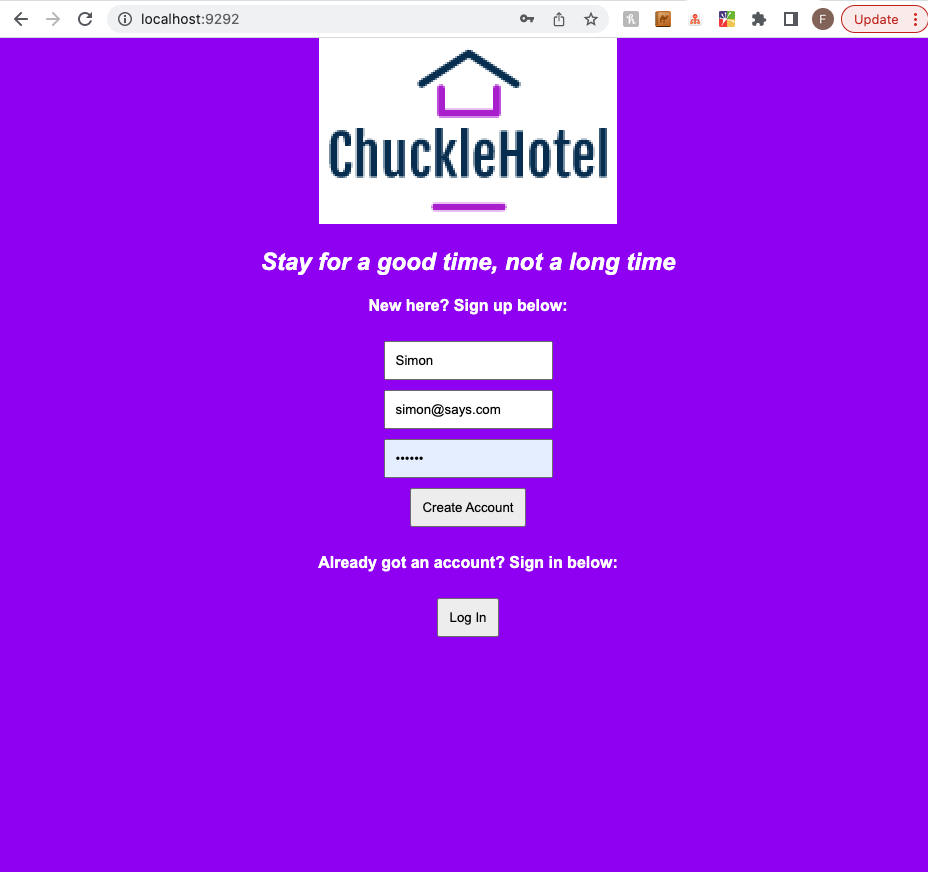 localhost:9292
F
Update
ChuckleHotel
Stay for a good time, not a long time
New here? Sign up below:
Simon
simon@says.com
••••••
Create Account
Already got an account? Sign in below:
Log In